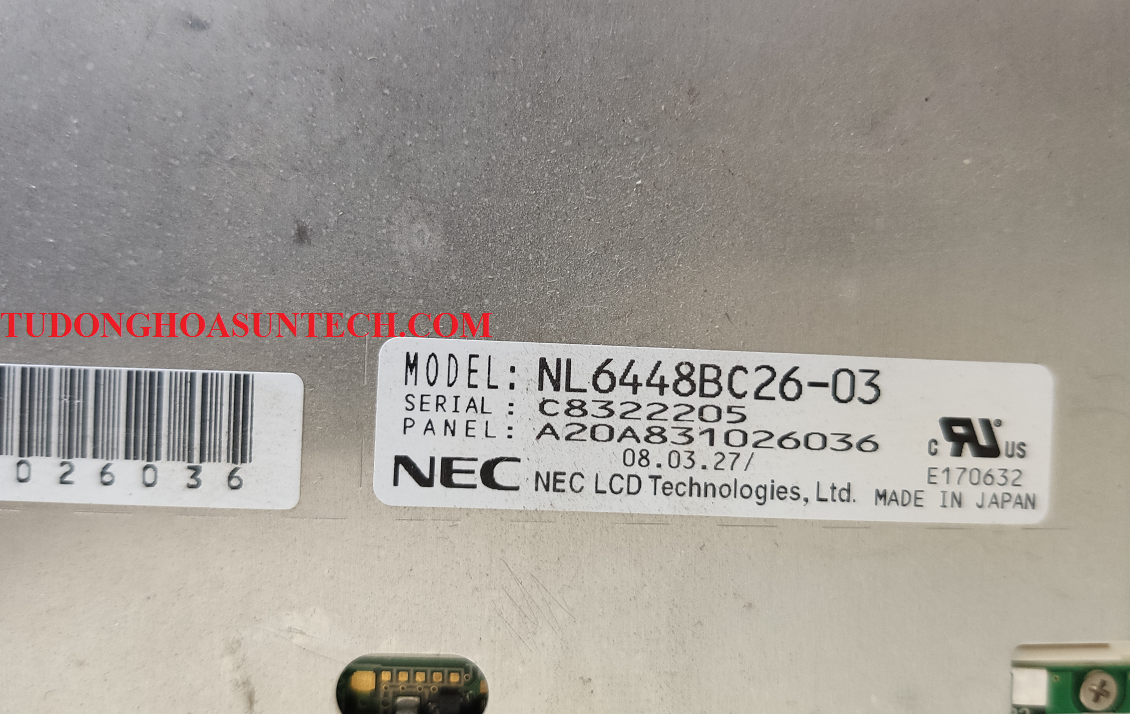 TUDONGHOASUNTECH.COM
026036
MODEL: NL6448BC26-03
SERIAL: C8322205
PANEL: A20A831026036
08.03.27/
NEC NEC LCD Technologies, Ltd.
c US
E170632
MADE IN JAPAN